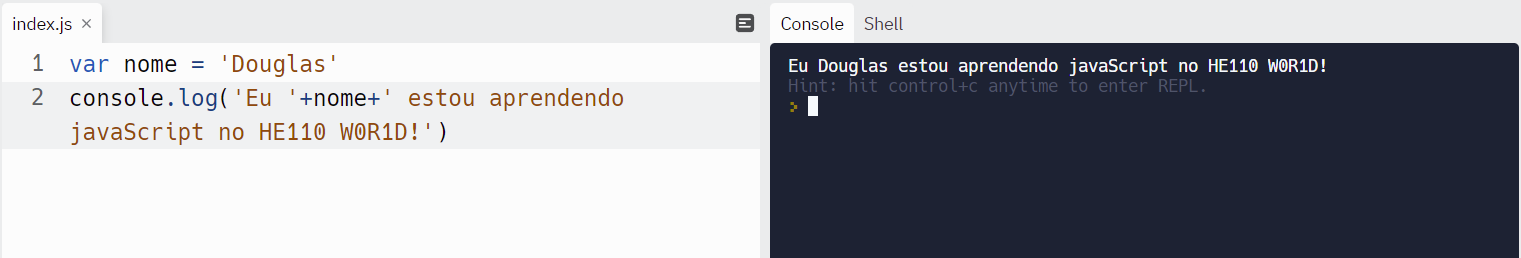 index.js ×
1 var nome = 'Douglas'
2 console.log('Eu '+nome+' estou aprendendo
javaScript no HE110 W0R1D!')
Console Shell
Eu Douglas estou aprendendo javaScript no HE110 W0R1D!
Hint: hit control+c anytime to enter REPL.
>